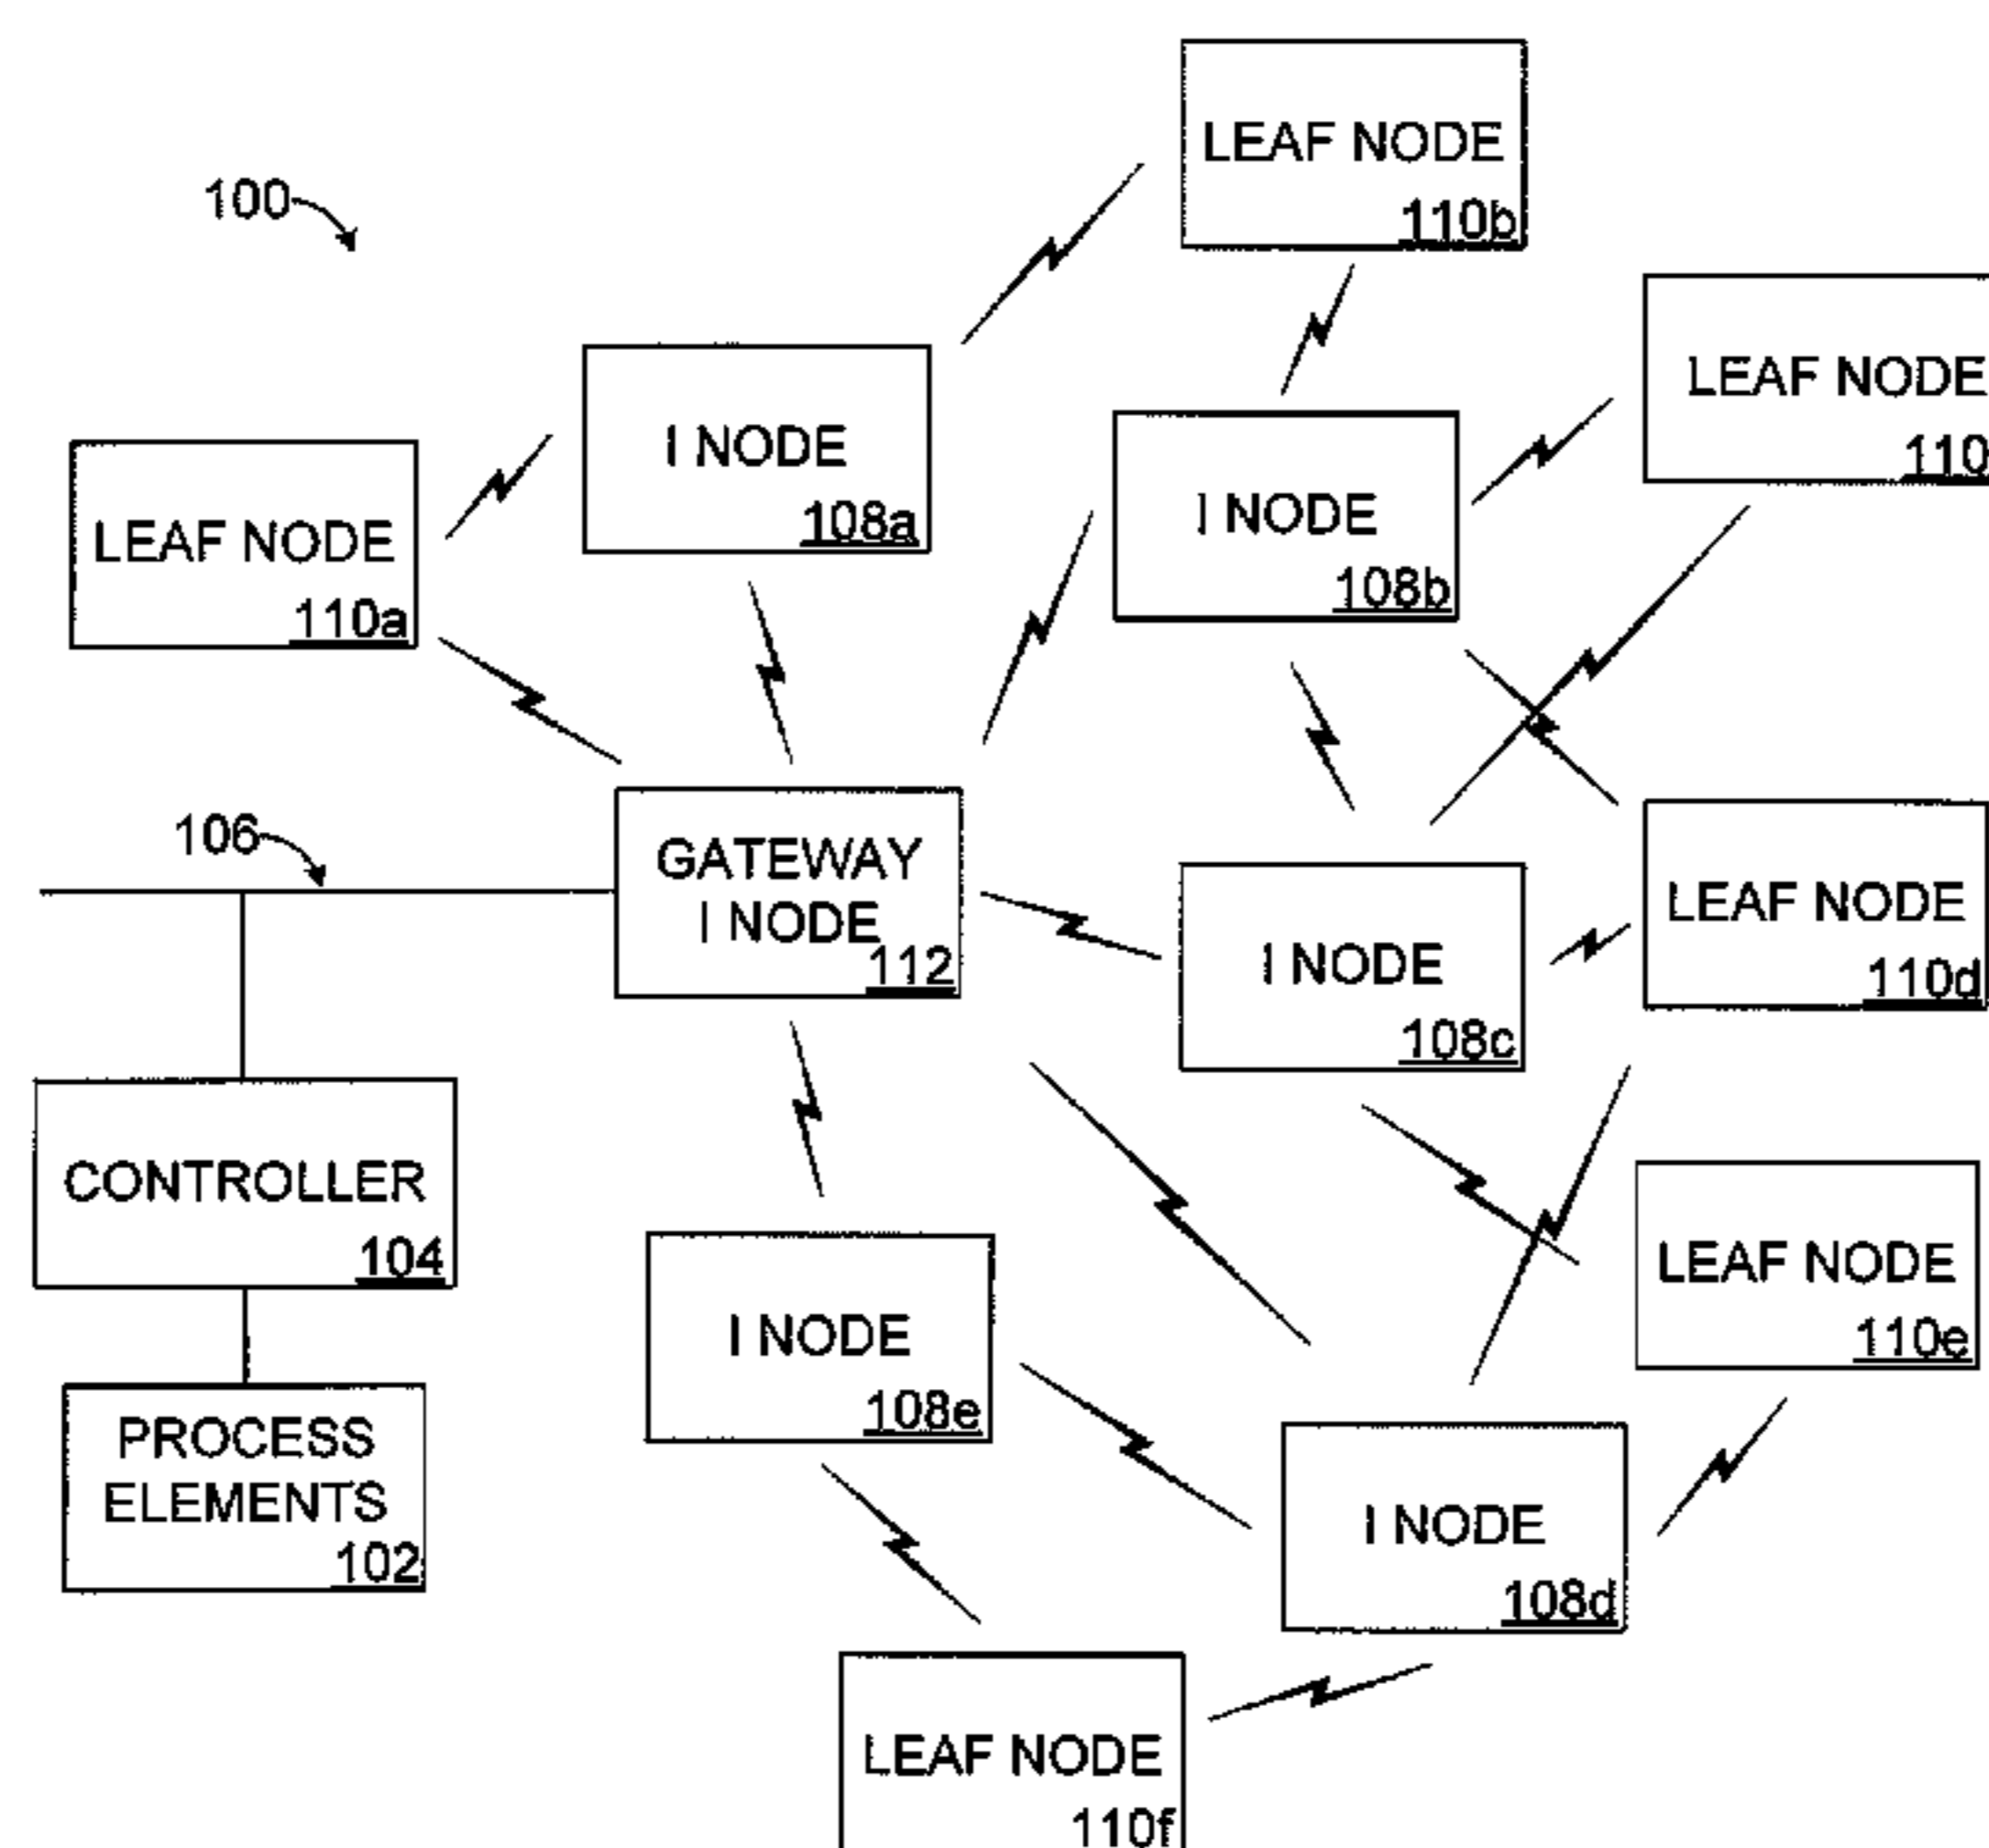 LEAF NODE
110b
100
LEAF NODE
110
I NODE
108a
I NODE
108b
LEAF NODE
110a
106
GATEWAY
I NODE
112
LEAF NODE
110d
I NODE
108c
CONTROLLER
104
LEAF NODE
110e
I NODE
108e
PROCESS
ELEMENTS
102
I NODE
108d
LEAF NODE
110f